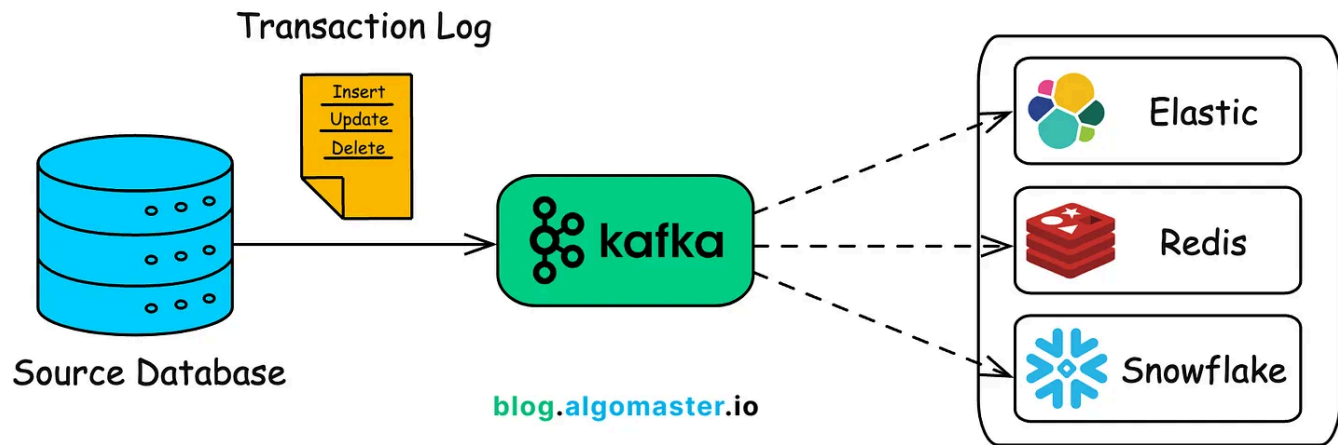 Transaction Log
Insert
Update
Delete
Source Database
kafka
Elastic
Redis
Snowflake
blog.algomaster.io